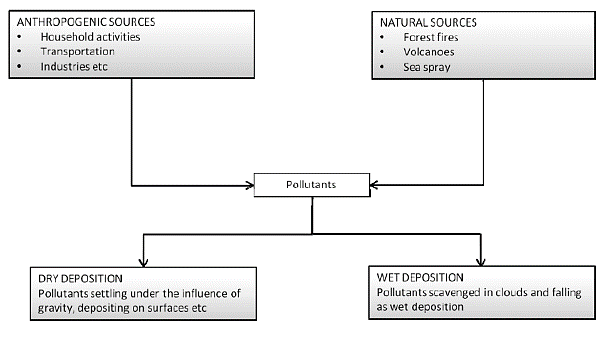 ANTHROPOGENIC SOURCES
• Household activities
• Transportation
• Industries etc
NATURAL SOURCES
• Forest fires
• Volcanoes
• Sea spray
Pollutants
DRY DEPOSITION
Pollutants settling under the influence of
gravity, depositing on surfaces etc
WET DEPOSITION
Pollutants scavenged in clouds and falling
as wet deposition